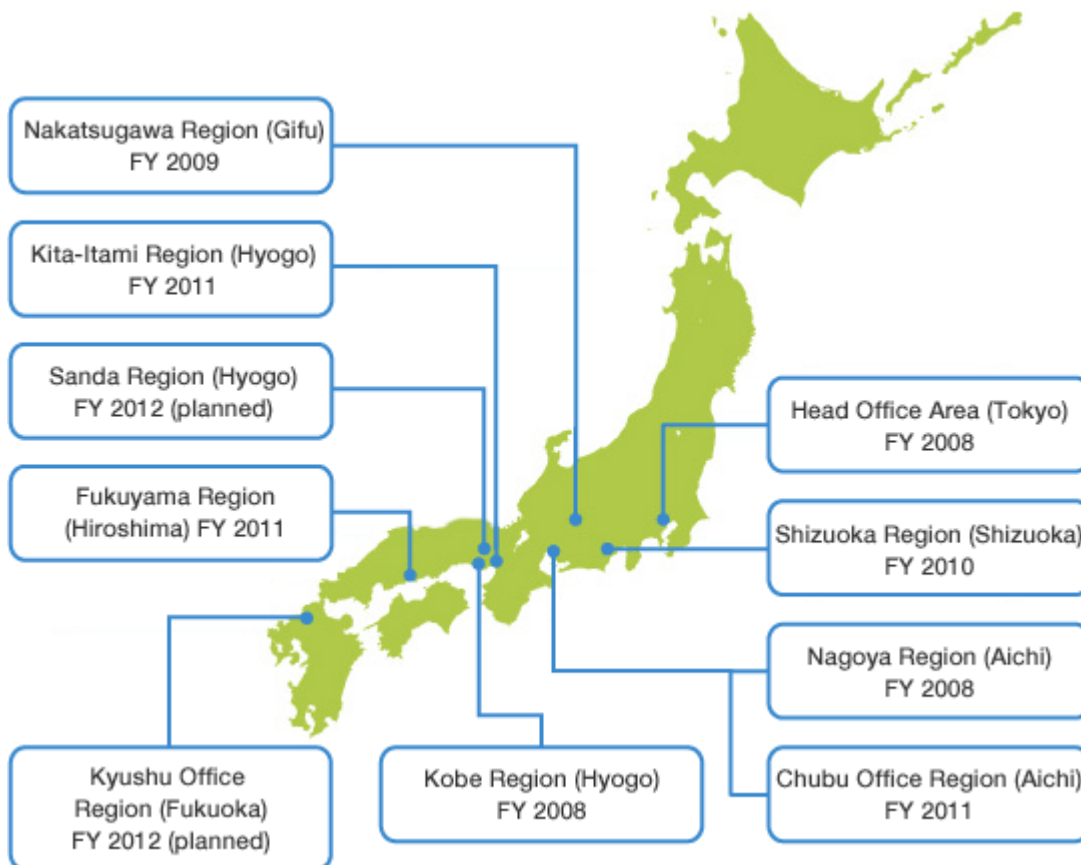 Nakatsugawa Region (Gifu)
FY 2009
Kita-Itami Region (Hyogo)
FY 2011
Sanda Region (Hyogo)
FY 2012 (planned)
Fukuyama Region
(Hiroshima) FY 2011
Kyushu Office
Region (Fukuoka)
FY 2012 (planned)
Kobe Region (Hyogo)
FY 2008
Head Office Area (Tokyo)
FY 2008
Shizuoka Region (Shizuoka)
FY 2010
Nagoya Region (Aichi)
FY 2008
Chubu Office Region (Aichi)
FY 2011